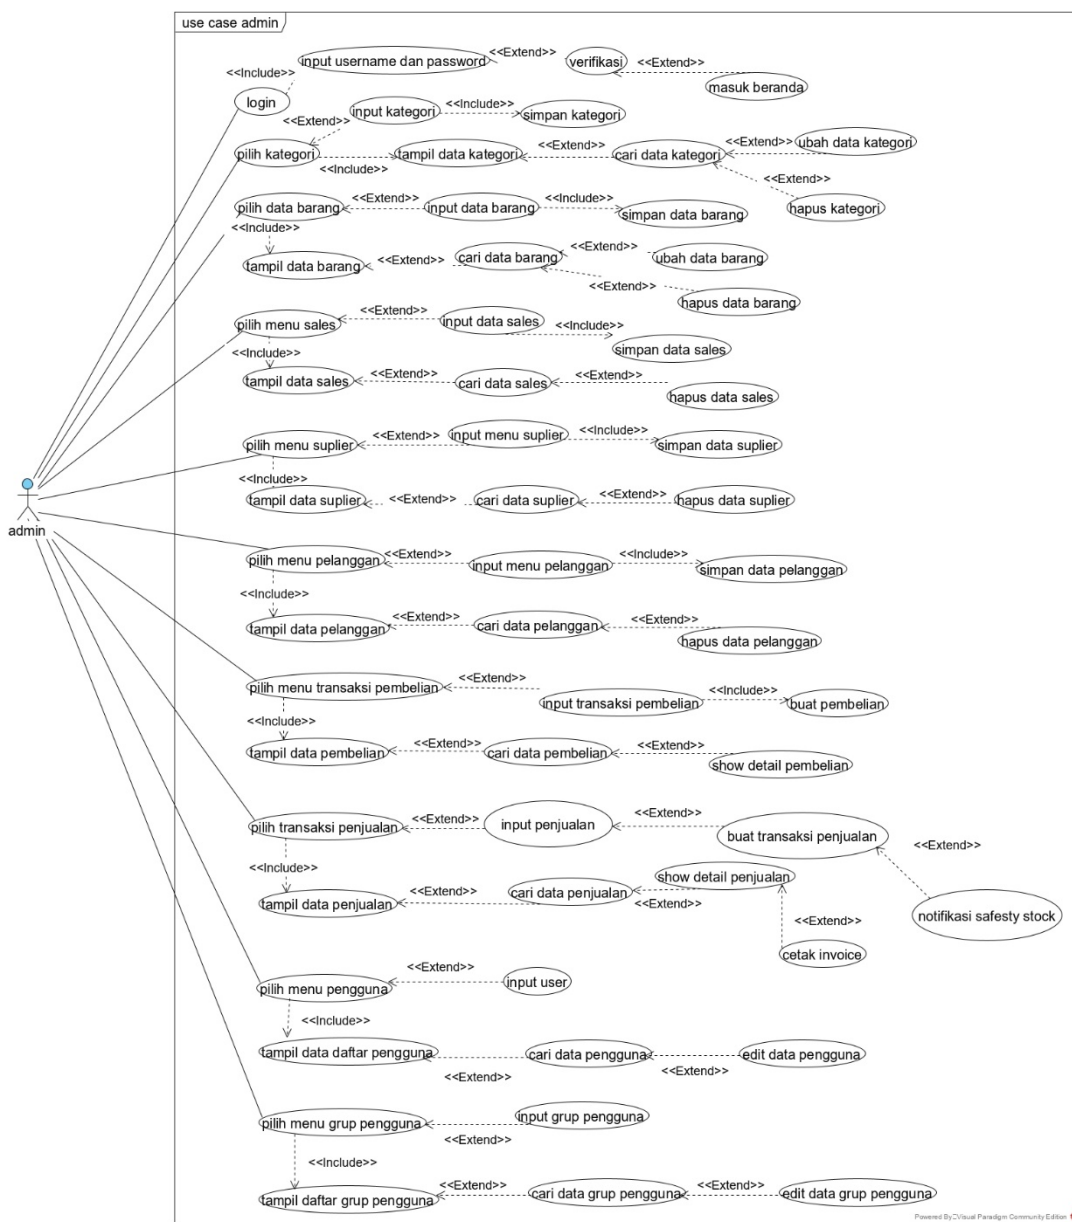 use case admin
input username dan password
<<Extend>>
verifikasi
<<Extend>>
masuk beranda
<<Include>>
login
<<Extend>>
input kategori
<<Include>>
simpan kategori
pilih kategori
<<Include>>
tampil data kategori
<<Extend>>
cari data kategori
<<Extend>>
ubah data kategori
<<Extend>>
hapus kategori
pilih data barang
<<Extend>>
input data barang
<<Include>>
simpan data barang
<<Include>>
tampil data barang
<<Extend>>
cari data barang
<<Extend>>
ubah data barang
<<Extend>>
hapus data barang
pilih menu sales
<<Extend>>
input data sales
<<Include>>
simpan data sales
<<Include>>
tampil data sales
<<Extend>>
cari data sales
<<Extend>>
hapus data sales
pilih menu suplier
<<Extend>>
input menu suplier
<<Include>>
simpan data suplier
<<Include>>
tampil data suplier
<<Extend>>
cari data suplier
<<Extend>>
hapus data suplier
admin
pilih menu pelanggan
<<Extend>>
input menu pelanggan
<<Include>>
simpan data pelanggan
<<Include>>
tampil data pelanggan
<<Extend>>
cari data pelanggan
<<Extend>>
hapus data pelanggan
pilih menu transaksi pembelian
<<Extend>>
input transaksi pembelian
<<Include>>
buat pembelian
<<Include>>
tampil data pembelian
<<Extend>>
cari data pembelian
<<Extend>>
show detail pembelian
pilih transaksi penjualan
<<Extend>>
input penjualan
<<Extend>>
buat transaksi penjualan
<<Extend>>
notifikasi safesty stock
<<Include>>
tampil data penjualan
<<Extend>>
cari data penjualan
<<Extend>>
show detail penjualan
<<Extend>>
cetak invoice
pilih menu pengguna
<<Extend>>
input user
<<Include>>
tampil data daftar pengguna
<<Extend>>
cari data pengguna
<<Extend>>
edit data pengguna
pilih menu grup pengguna
<<Extend>>
input grup pengguna
<<Include>>
tampil daftar grup pengguna
<<Extend>>
cari data grup pengguna
<<Extend>>
edit data grup pengguna
Powered By Visual Paradigm Community Edition